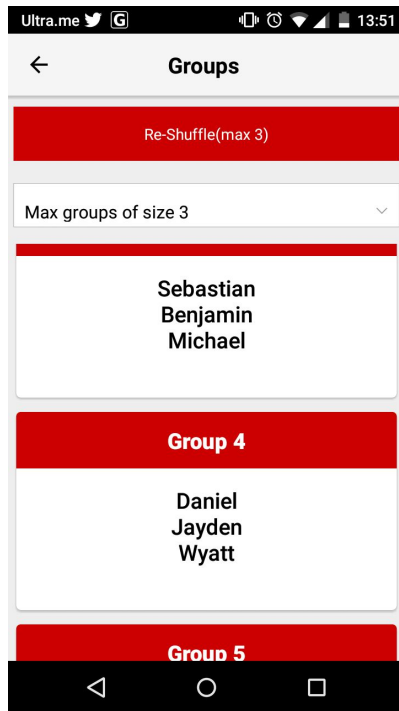 Ultra.me G 13:51
Groups
Re-Shuffle(max 3)
Max groups of size 3
Sebastian
Benjamin
Michael
Group 4
Daniel
Jayden
Wyatt
Group 5